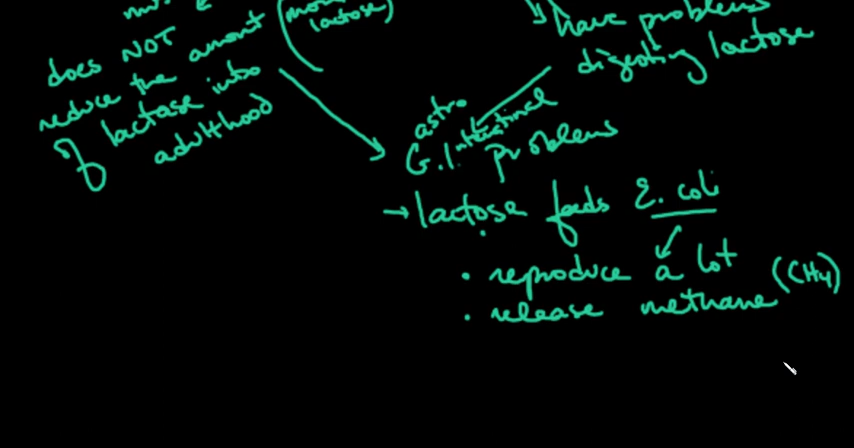 does NOT
reduce the amount
of lactase into
adulthood
lactose)
have problems
digesting lactose
G.I.
astro
ntestinal
problems
→ lactose feeds E. coli
• reproduce a lot
• release methane (CH4)